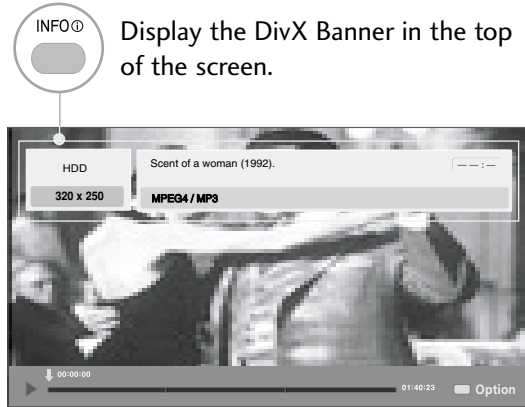 INFO ⓘ
Display the DivX Banner in the top
of the screen.
HDD
Scent of a woman (1992).
– – : –
320 x 250
MPEG4 / MP3
00:00:00
01:40:23
Option